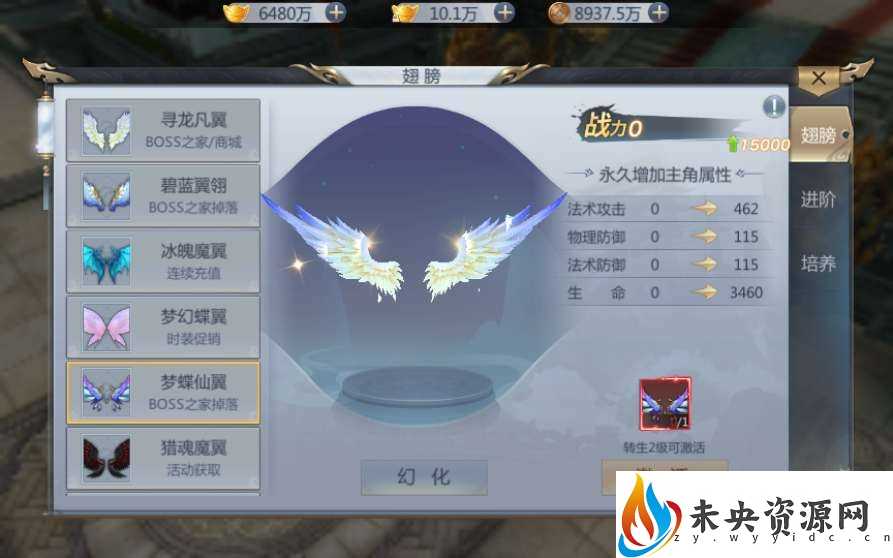 6480万
10.1万
8937.5万
翅膀
寻龙凡翼
BOSS之家/商城
碧蓝翼翎
BOSS之家掉落
冰魄魔翼
连续充值
梦幻蝶翼
时装促销
梦蝶仙翼
BOSS之家掉落
猎魂魔翼
活动获取
幻化
战力0
15000
永久增加主角属性
法术攻击 0 462
物理防御 0 115
法术防御 0 115
生命 0 3460
/1
转生2级可激活
翅膀
进阶
培养
未央资源网
zy.wyyidc.cn